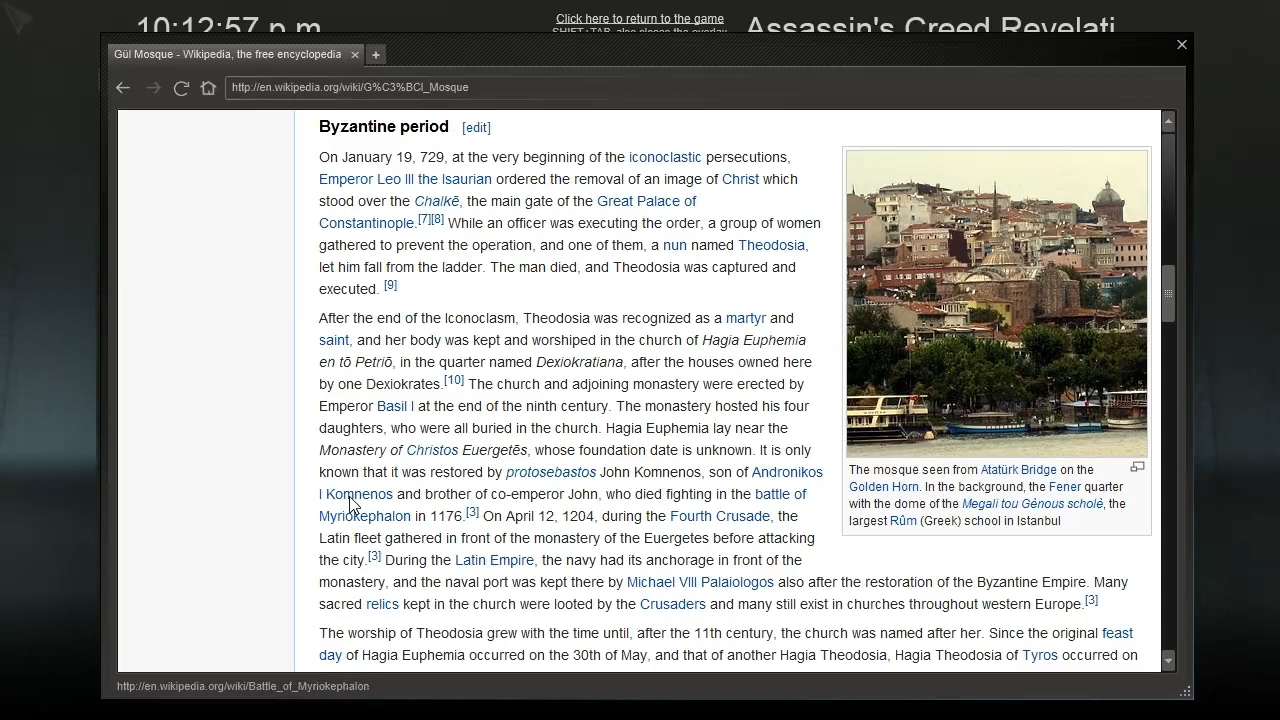 10:12:57 p.m
Click here to return to the game
SHIFT+TAB also closes the overlay
Assassin's Creed Revelati
Gül Mosque - Wikipedia, the free encyclopedia
http://en.wikipedia.org/wiki/G%C3%BCl_Mosque
Byzantine period [edit]
On January 19, 729, at the very beginning of the iconoclastic persecutions,
Emperor Leo III the Isaurian ordered the removal of an image of Christ which
stood over the Chalkē, the main gate of the Great Palace of
Constantinople.[7][8] While an officer was executing the order, a group of women
gathered to prevent the operation, and one of them, a nun named Theodosia,
let him fall from the ladder. The man died, and Theodosia was captured and
executed. [9]
After the end of the Iconoclasm, Theodosia was recognized as a martyr and
saint, and her body was kept and worshiped in the church of Hagia Euphemia
en tō Petriō, in the quarter named Dexiokratiana, after the houses owned here
by one Dexiokrates.[10] The church and adjoining monastery were erected by
Emperor Basil I at the end of the ninth century. The monastery hosted his four
daughters, who were all buried in the church. Hagia Euphemia lay near the
Monastery of Christos Euergetēs, whose foundation date is unknown. It is only
known that it was restored by protosebastos John Komnenos, son of Andronikos
I Komnenos and brother of co-emperor John, who died fighting in the battle of
Myriokephalon in 1176.[3] On April 12, 1204, during the Fourth Crusade, the
Latin fleet gathered in front of the monastery of the Euergetes before attacking
the city.[3] During the Latin Empire, the navy had its anchorage in front of the
monastery, and the naval port was kept there by Michael VIII Palaiologos also after the restoration of the Byzantine Empire. Many
sacred relics kept in the church were looted by the Crusaders and many still exist in churches throughout western Europe.[3]
The worship of Theodosia grew with the time until, after the 11th century, the church was named after her. Since the original feast
day of Hagia Euphemia occurred on the 30th of May, and that of another Hagia Theodosia, Hagia Theodosia of Tyros occurred on
The mosque seen from Atatürk Bridge on the
Golden Horn. In the background, the Fener quarter
with the dome of the Megali tou Gènous scholè, the
largest Rûm (Greek) school in Istanbul
http://en.wikipedia.org/wiki/Battle_of_Myriokephalon